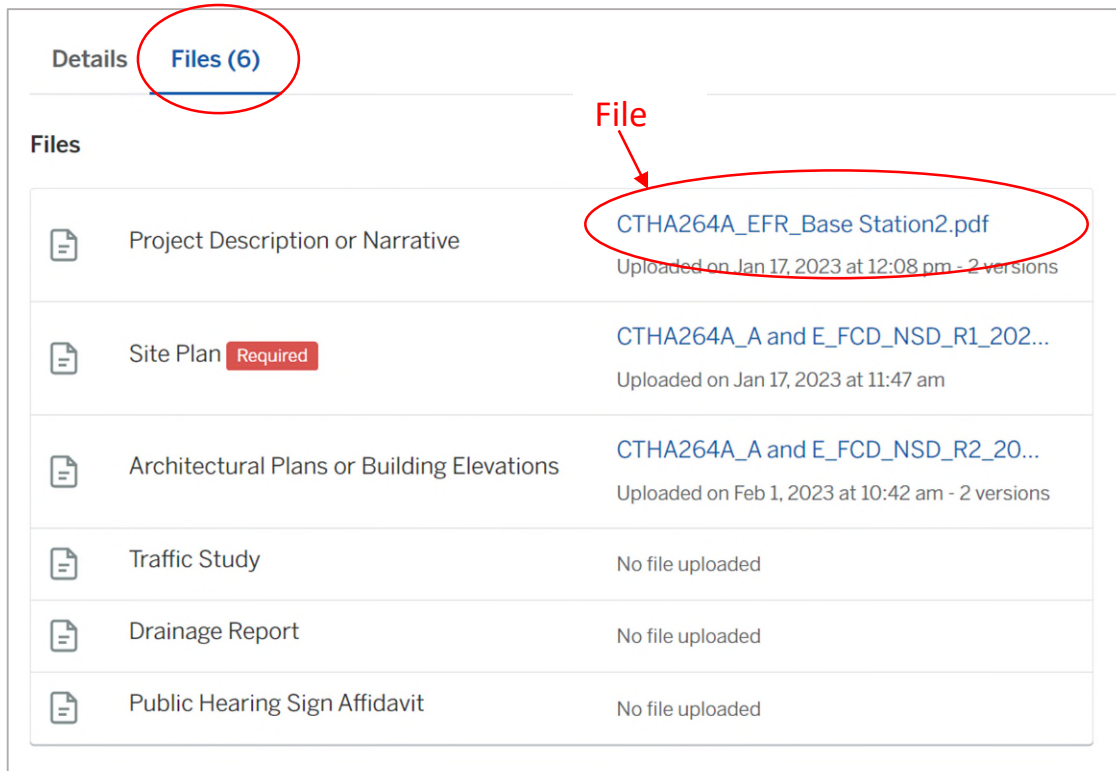 Details Files (6)
File
Files
Project Description or Narrative CTHA264A_EFR_Base Station2.pdf
Uploaded on Jan 17, 2023 at 12:08 pm - 2 versions
Site Plan Required CTHA264A_A and E_FCD_NSD_R1_202...
Uploaded on Jan 17, 2023 at 11:47 am
Architectural Plans or Building Elevations CTHA264A_A and E_FCD_NSD_R2_20...
Uploaded on Feb 1, 2023 at 10:42 am - 2 versions
Traffic Study No file uploaded
Drainage Report No file uploaded
Public Hearing Sign Affidavit No file uploaded